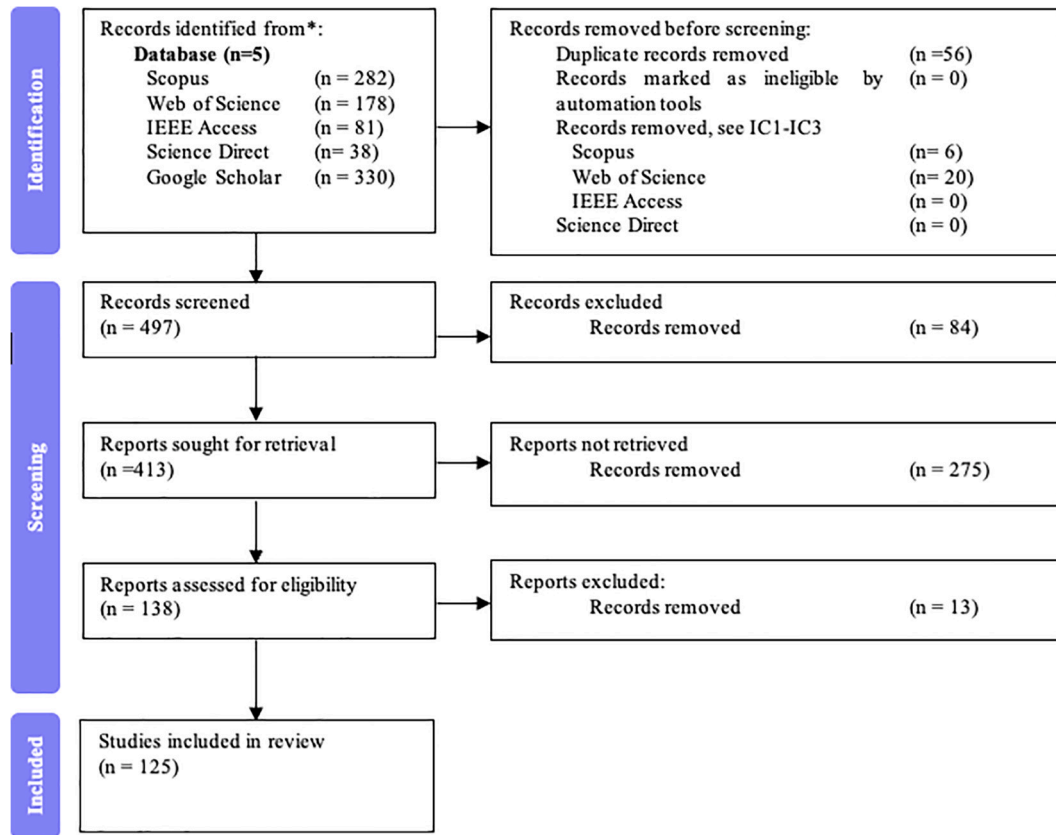 Identification
Records identified from*:
Database (n=5)
Scopus (n = 282)
Web of Science (n = 178)
IEEE Access (n = 81)
Science Direct (n= 38)
Google Scholar (n = 330)
Records removed before screening:
Duplicate records removed (n =56)
Records marked as ineligible by (n = 0)
automation tools
Records removed, see IC1-IC3
Scopus (n= 6)
Web of Science (n= 20)
IEEE Access (n = 0)
Science Direct (n = 0)
Screening
Records screened
(n = 497)
Records excluded
Records removed (n = 84)
Reports sought for retrieval
(n =413)
Reports not retrieved
Records removed (n = 275)
Reports assessed for eligibility
(n = 138)
Reports excluded:
Records removed (n = 13)
Included
Studies included in review
(n = 125)